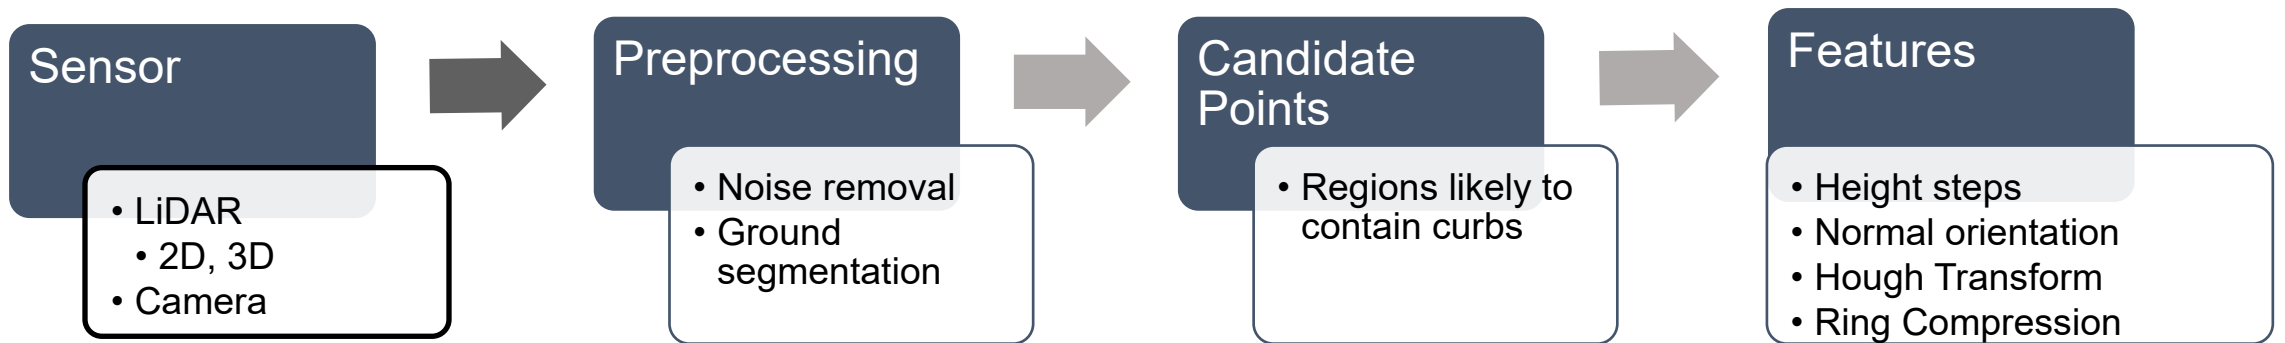 Sensor
• LiDAR
• 2D, 3D
• Camera
Preprocessing
• Noise removal
• Ground
segmentation
Candidate
Points
• Regions likely to
contain curbs
Features
• Height steps
• Normal orientation
• Hough Transform
• Ring Compression